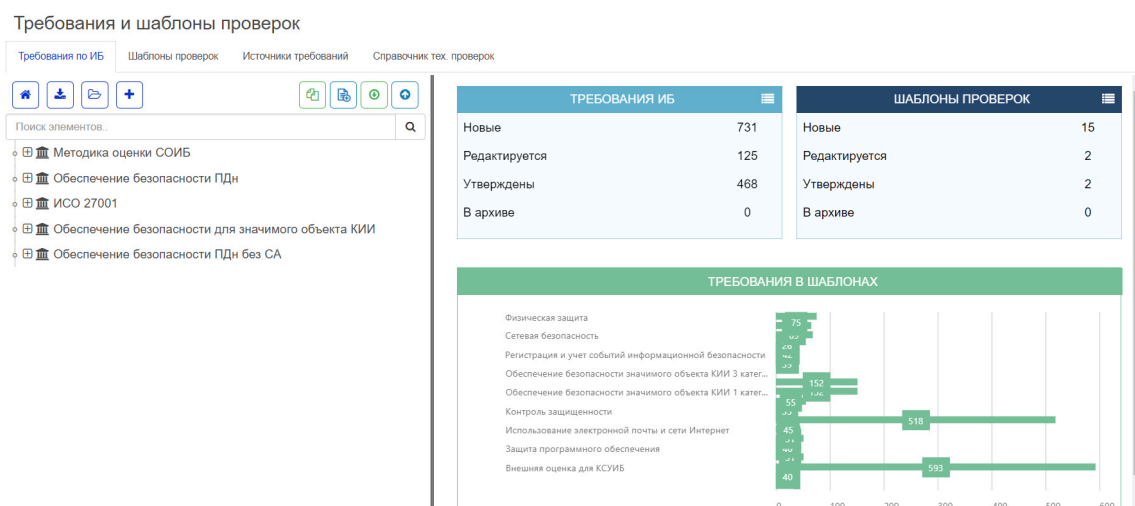 Требования и шаблоны проверок
Требования по ИБ Шаблоны проверок Источники требований Справочник тех. проверок
Поиск элементов..
Методика оценки СОИБ
Обеспечение безопасности ПДн
ИСО 27001
Обеспечение безопасности для значимого объекта КИИ
Обеспечение безопасности ПДн без СА
ТРЕБОВАНИЯ ИБ
Новые 731
Редактируется 125
Утверждены 468
В архиве 0
ШАБЛОНЫ ПРОВЕРОК
Новые 15
Редактируется 2
Утверждены 2
В архиве 0
ТРЕБОВАНИЯ В ШАБЛОНАХ
Физическая защита
75
Сетевая безопасность
Регистрация и учет событий информационной безопасности
Обеспечение безопасности значимого объекта КИИ 3 катег...
152
Обеспечение безопасности значимого объекта КИИ 1 катег...
55
Контроль защищенности
518
Использование электронной почты и сети Интернет
45
Защита программного обеспечения
Внешняя оценка для КСУИБ
593
40
0 100 200 300 400 500 600